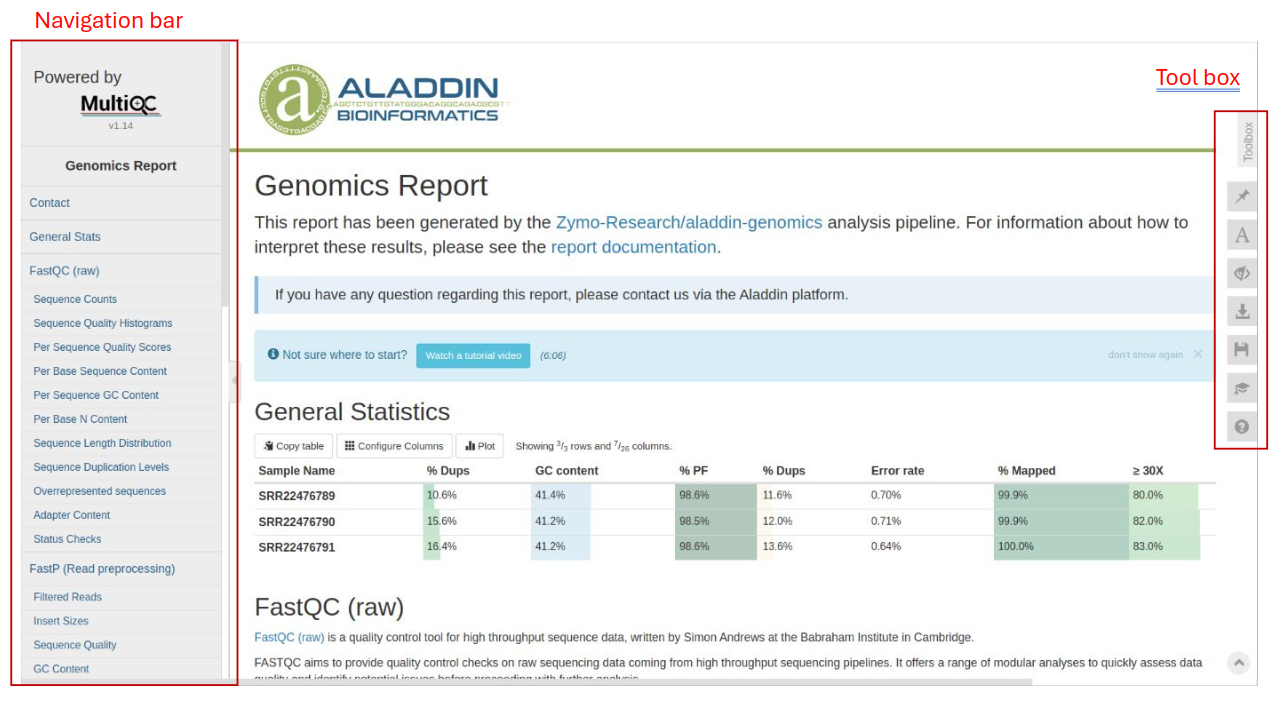 Navigation bar
Powered by
MultiQC
v1.14
Genomics Report
Contact
General Stats
FastQC (raw)
Sequence Counts
Sequence Quality Histograms
Per Sequence Quality Scores
Per Base Sequence Content
Per Sequence GC Content
Per Base N Content
Sequence Length Distribution
Sequence Duplication Levels
Overrepresented sequences
Adapter Content
Status Checks
FastP (Read preprocessing)
Filtered Reads
Insert Sizes
Sequence Quality
GC Content
a
ALADDIN
BIOINFORMATICS
Tool box
Toolbox
A
Genomics Report
This report has been generated by the Zymo-Research/aladdin-genomics analysis pipeline. For information about how to
interpret these results, please see the report documentation.
If you have any question regarding this report, please contact us via the Aladdin platform.
Not sure where to start? Watch a tutorial video (6:06) don't show again ×
General Statistics
Copy table Configure Columns Plot Showing 3/3 rows and 7/26 columns.
Sample Name % Dups GC content % PF % Dups Error rate % Mapped ≥ 30X
SRR22476789 10.6% 41.4% 98.6% 11.6% 0.70% 99.9% 80.0%
SRR22476790 15.6% 41.2% 98.5% 12.0% 0.71% 99.9% 82.0%
SRR22476791 16.4% 41.2% 98.6% 13.6% 0.64% 100.0% 83.0%
FastQC (raw)
FastQC (raw) is a quality control tool for high throughput sequence data, written by Simon Andrews at the Babraham Institute in Cambridge.
FASTQC aims to provide quality control checks on raw sequencing data coming from high throughput sequencing pipelines. It offers a range of modular analyses to quickly assess data
quality and identify potential issues before proceeding with further analysis.